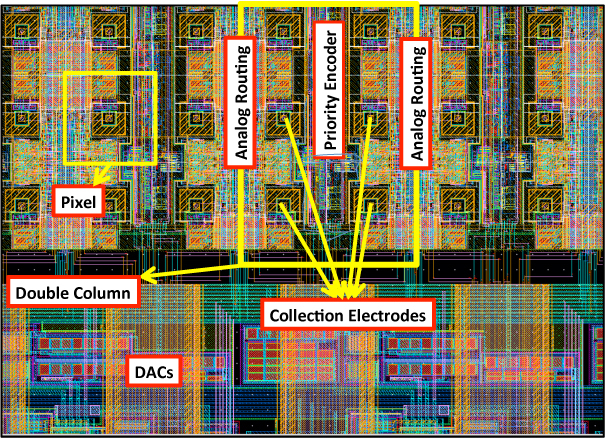 Analog Routing
Priority Encoder
Analog Routing
Pixel
Double Column
Collection Electrodes
DACs